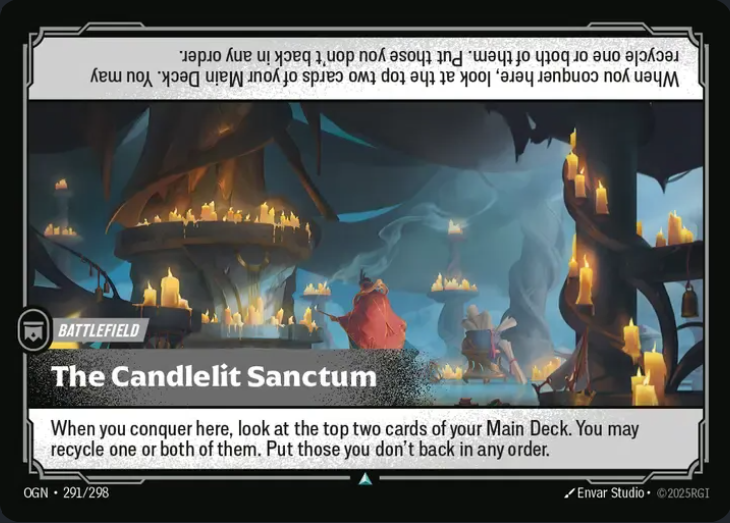 When you conquer here, look at the top two cards of your Main Deck. You may
recycle one or both of them. Put those you don't back in any order.
BATTLEFIELD
The Candlelit Sanctum
When you conquer here, look at the top two cards of your Main Deck. You may
recycle one or both of them. Put those you don't back in any order.
OGN • 291/298
Envar Studio • ©2025RGI